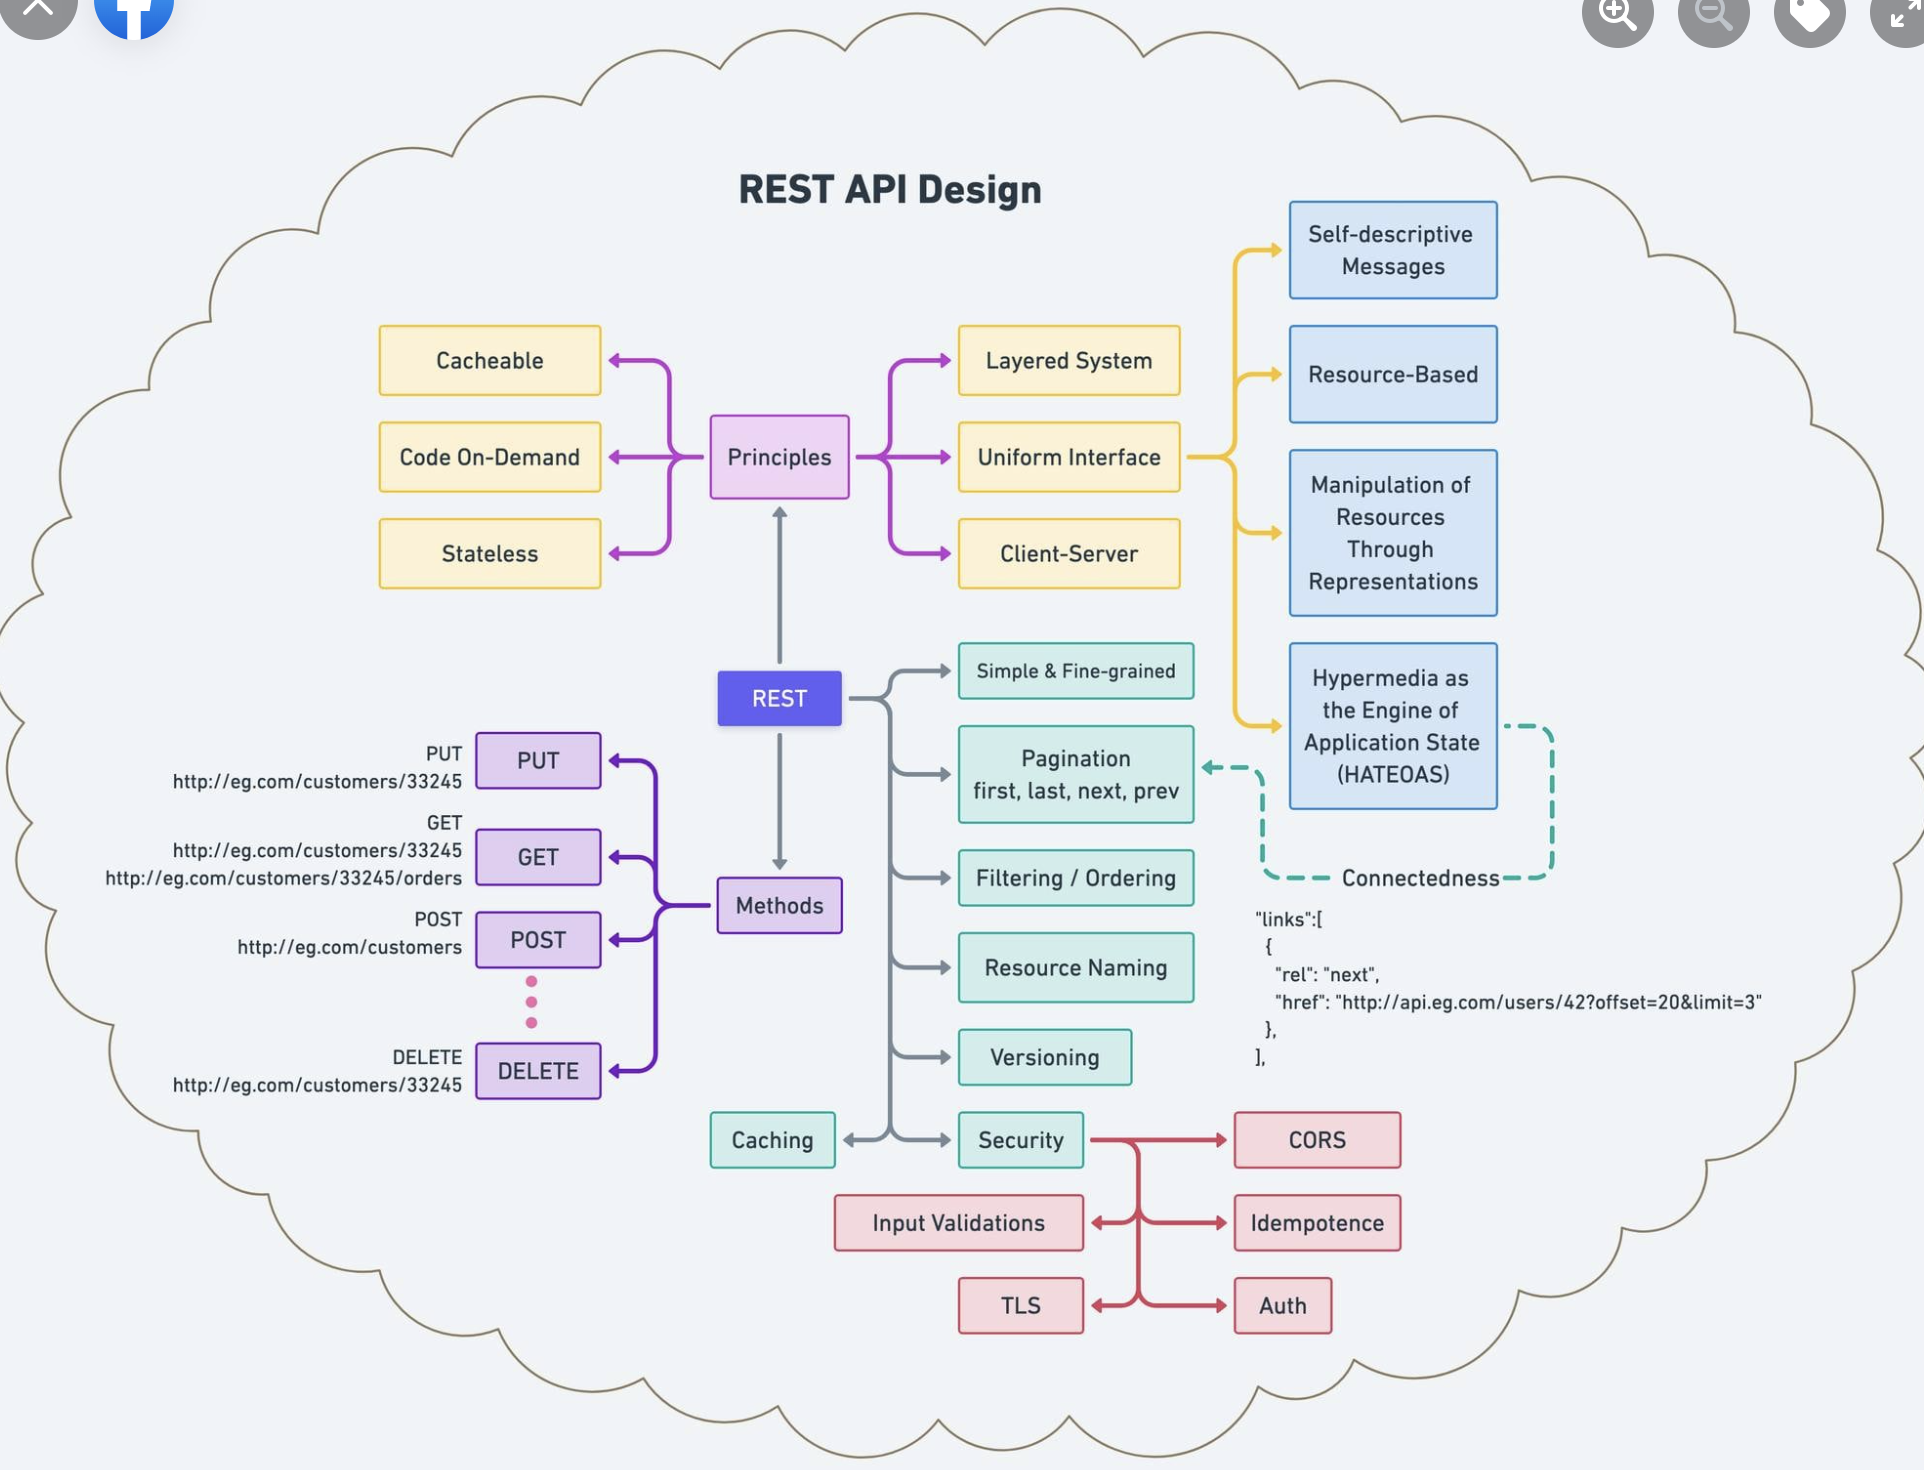 REST API Design
Self-descriptive
Messages
Cacheable
Layered System
Resource-Based
Code On-Demand
Principles
Uniform Interface
Manipulation of
Resources
Through
Representations
Stateless
Client-Server
REST
Simple & Fine-grained
Hypermedia as
the Engine of
Application State
(HATEOAS)
Pagination
first, last, next, prev
PUT
http://eg.com/customers/33245
PUT
GET
http://eg.com/customers/33245
http://eg.com/customers/33245/orders
GET
Methods
Filtering / Ordering
Connectedness
POST
http://eg.com/customers
POST
Resource Naming
"links":[
{
"rel": "next",
"href": "http://api.eg.com/users/42?offset=20&limit=3"
},
],
DELETE
http://eg.com/customers/33245
DELETE
Versioning
Caching
Security
CORS
Input Validations
Idempotence
TLS
Auth